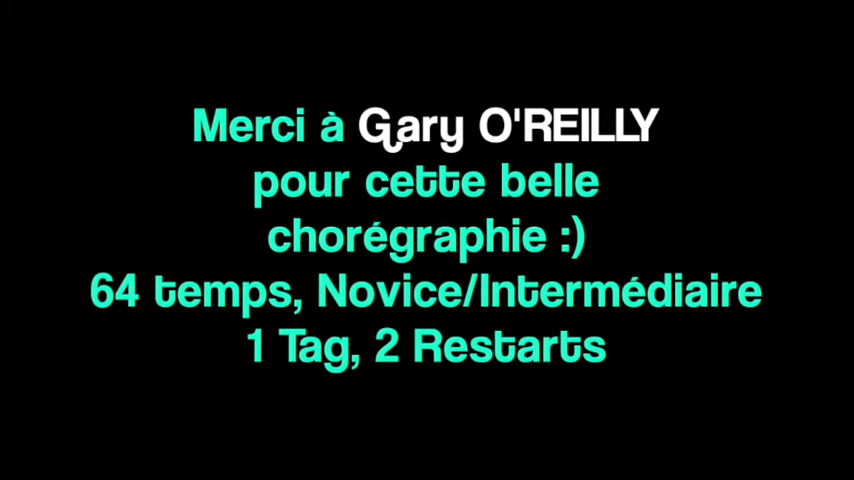 Merci à Gary O'REILLY
pour cette belle
chorégraphie :)
64 temps, Novice/Intermédiaire
1 Tag, 2 Restarts